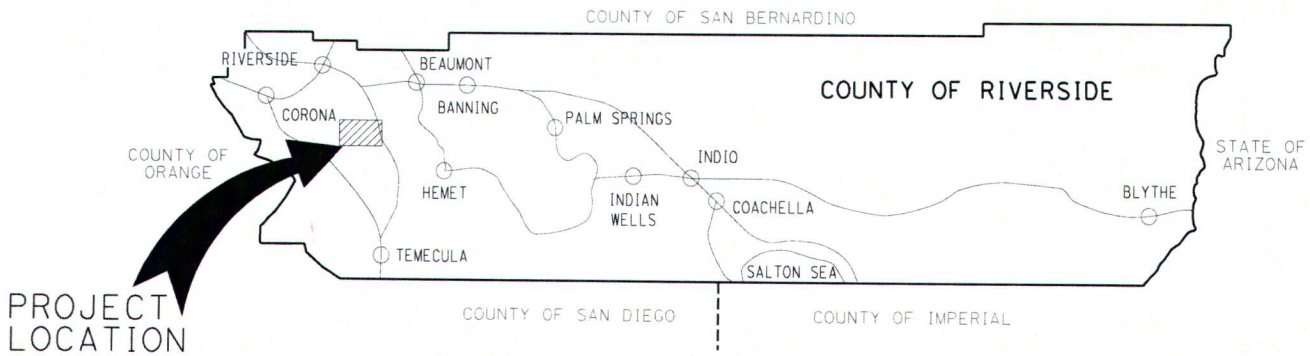 COUNTY OF SAN BERNARDINO
RIVERSIDE
BEAUMONT
COUNTY OF RIVERSIDE
CORONA
BANNING
PALM SPRINGS
COUNTY OF
ORANGE
INDIO
STATE OF
ARIZONA
HEMET
INDIAN
WELLS
COACHELLA
BLYTHE
TEMECULA
SALTON SEA
PROJECT
LOCATION
COUNTY OF SAN DIEGO
COUNTY OF IMPERIAL